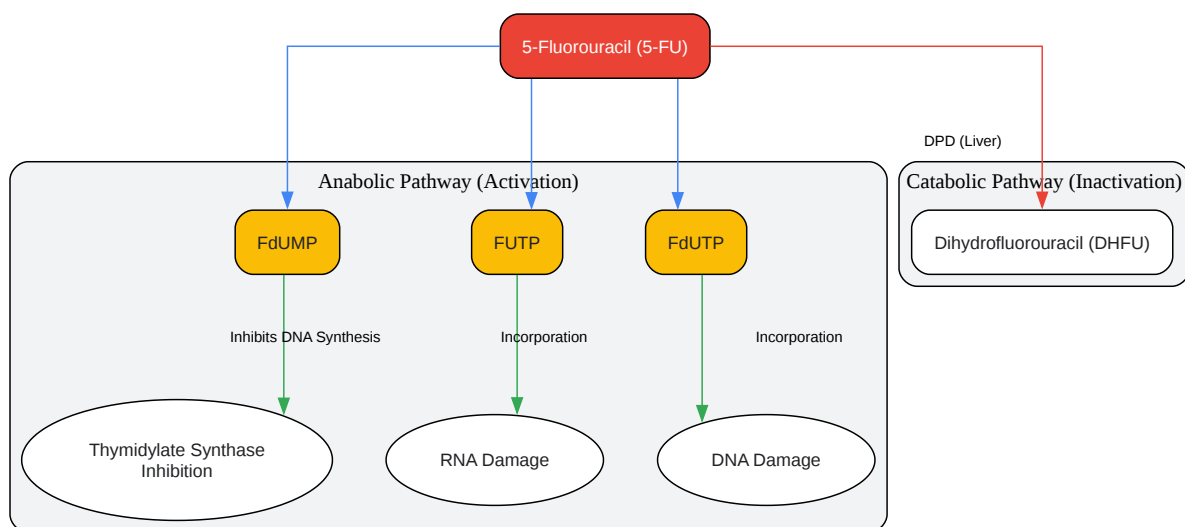 5-Fluorouracil (5-FU)
DPD (Liver)
Anabolic Pathway (Activation)
Catabolic Pathway (Inactivation)
FdUMP
FUTP
FdUTP
Dihydrofluorouracil (DHFU)
Inhibits DNA Synthesis
Incorporation
Incorporation
Thymidylate Synthase
Inhibition
RNA Damage
DNA Damage